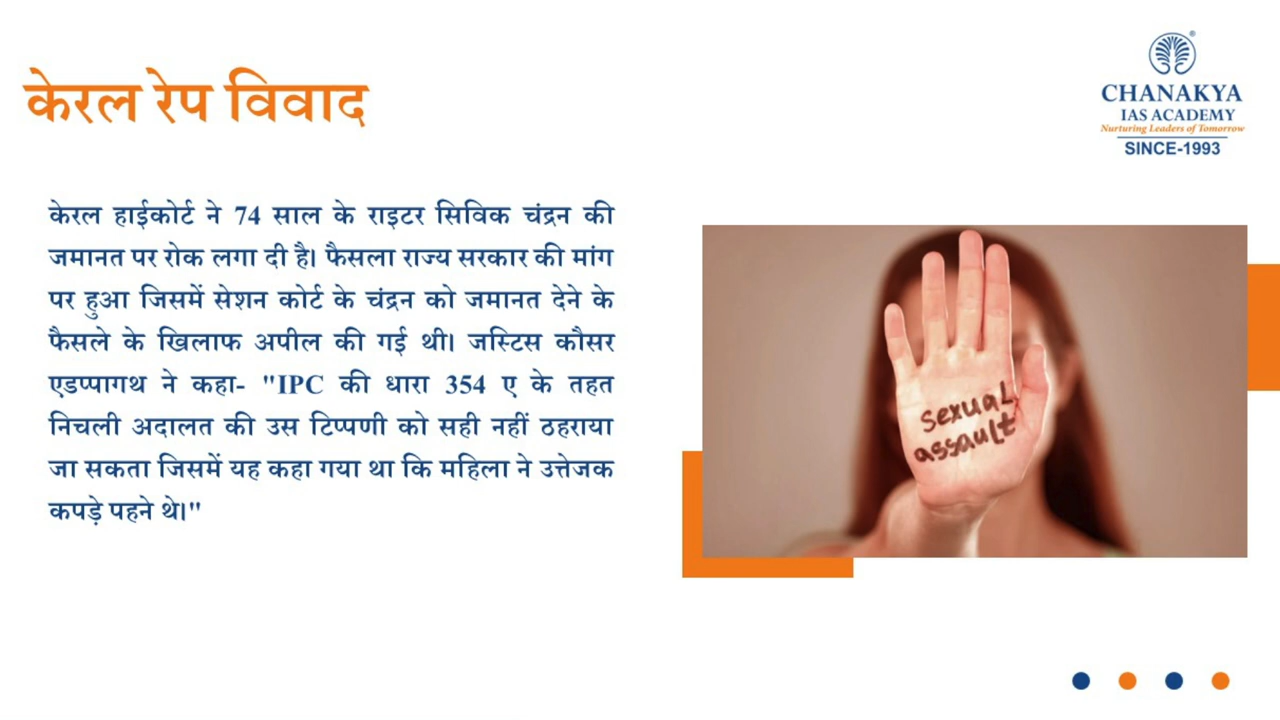 केरल रेप विवाद
CHANAKYA
IAS ACADEMY
Nurturing Leaders of Tomorrow
SINCE-1993
केरल हाईकोर्ट ने 74 साल के राइटर सिविक चंद्रन की
जमानत पर रोक लगा दी है। फैसला राज्य सरकार की मांग
पर हुआ जिसमें सेशन कोर्ट के चंद्रन को जमानत देने के
फैसले के खिलाफ अपील की गई थी। जस्टिस कौसर
एडप्पागथ ने कहा- "IPC की धारा 354 ए के तहत
निचली अदालत की उस टिप्पणी को सही नहीं ठहराया
जा सकता जिसमें यह कहा गया था कि महिला ने उत्तेजक
कपड़े पहने थे।"
sexual
assault